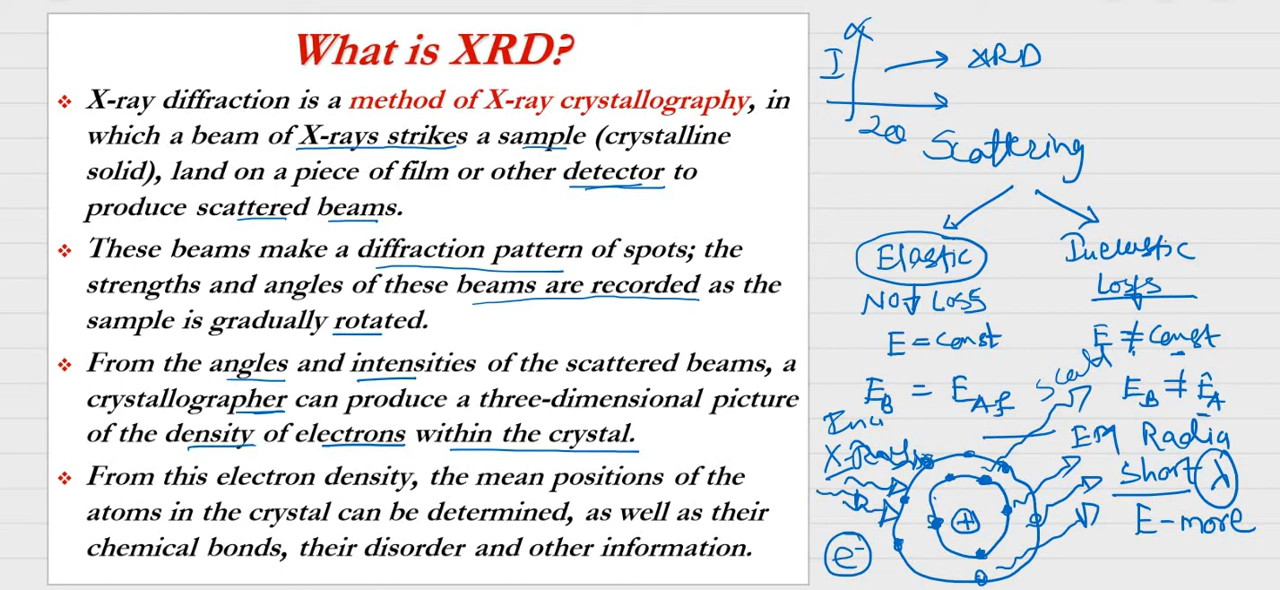 What is XRD?
❖ X-ray diffraction is a method of X-ray crystallography, in
which a beam of X-rays strikes a sample (crystalline
solid), land on a piece of film or other detector to
produce scattered beams.
❖ These beams make a diffraction pattern of spots; the
strengths and angles of these beams are recorded as the
sample is gradually rotated.
❖ From the angles and intensities of the scattered beams, a
crystallographer can produce a three-dimensional picture
of the density of electrons within the crystal.
❖ From this electron density, the mean positions of the
atoms in the crystal can be determined, as well as their
chemical bonds, their disorder and other information.
I
XRD
Scattering
Elastic
Inelastic
NO LOSS
Loss
E = const
E ≠ const
E_B = E_Af
E_B ≠ E_A
X-Rays
EM Radia
short λ
E-more
+
e⁻